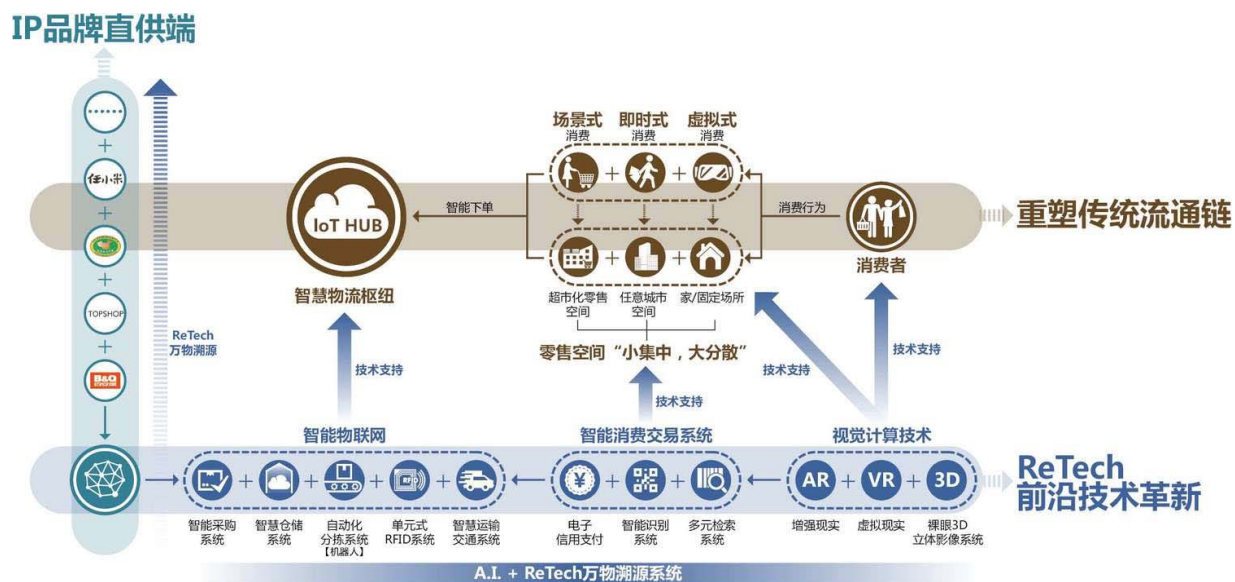 IP品牌直供端
任小米
TOPSHOP
B&Q
ReTech
万物溯源
场景式
消费
即时式
消费
虚拟式
消费
IoT HUB
智慧物流枢纽
智能下单
消费行为
消费者
重塑传统流通链
超市化零售
空间
任意城市
空间
家/固定场所
零售空间“小集中，大分散”
技术支持
技术支持
技术支持
技术支持
智能物联网
智能消费交易系统
视觉计算技术
RFID
¥
AR
VR
3D
ReTech
前沿技术革新
智能采购
系统
智慧仓储
系统
自动化
分拣系统
【机器人】
单元式
RFID系统
智慧运输
交通系统
电子
信用支付
智能识别
系统
多元检索
系统
增强现实
虚拟现实
裸眼3D
立体影像系统
A.I. + ReTech万物溯源系统